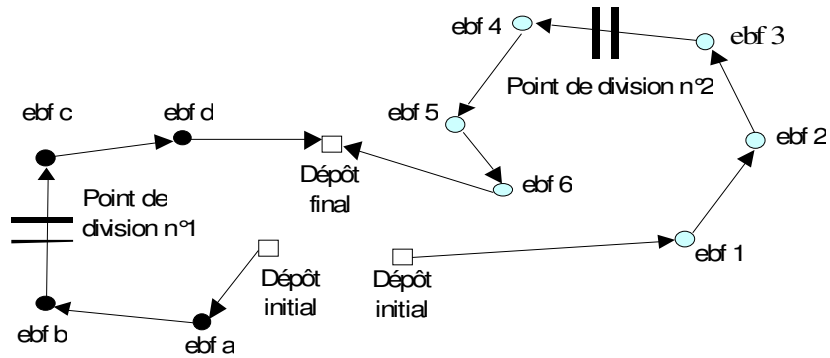 ebf 4
ebf 3
Point de division n°2
ebf c
ebf d
ebf 5
ebf 2
Dépôt
final
ebf 6
Point de
division n°1
Dépôt
initial
Dépôt
initial
ebf 1
ebf b
ebf a